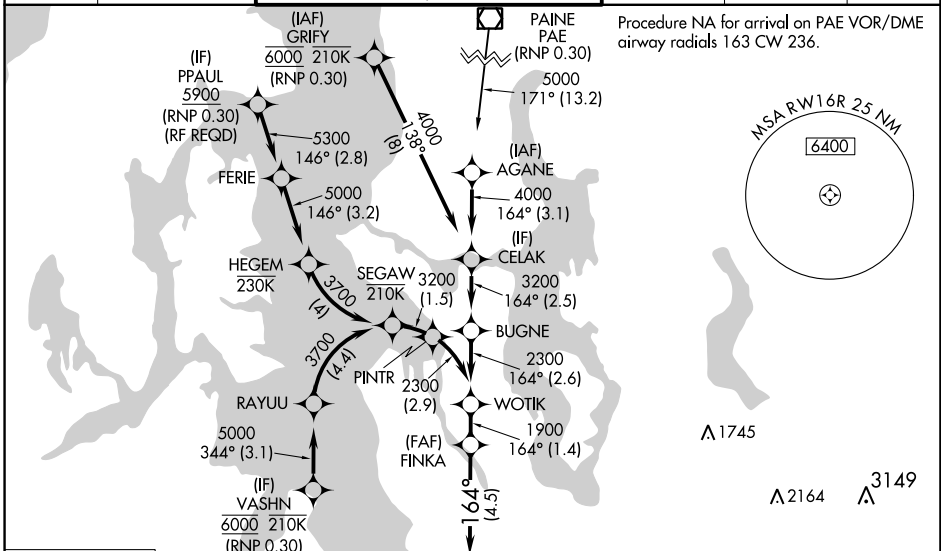 (IAF)
GRIFY
6000 210K
(RNP 0.30)
PAINE
PAE
(RNP 0.30)
5000
171° (13.2)
Procedure NA for arrival on PAE VOR/DME
airway radials 163 CW 236.
MSA RW16R 25 NM
6400
(IF)
PPAUL
5900
(RNP 0.30)
(RF REQD)
5300
146° (2.8)
4000
138°
(8)
FERIE
5000
146° (3.2)
(IAF)
AGANE
4000
164° (3.1)
(IF)
CELAK
HEGEM
230K
3700
(4)
SEGAW
210K
3200
(1.5)
3200
164° (2.5)
BUGNE
3700
(4.4)
PINTR
2300
(2.9)
2300
164° (2.6)
RAYUU
WOTIK
1900
164° (1.4)
(FAF)
FINKA
5000
344° (3.1)
(IF)
VASHN
6000 210K
(RNP 0.30)
164°
(4.5)
1745
2164
3149